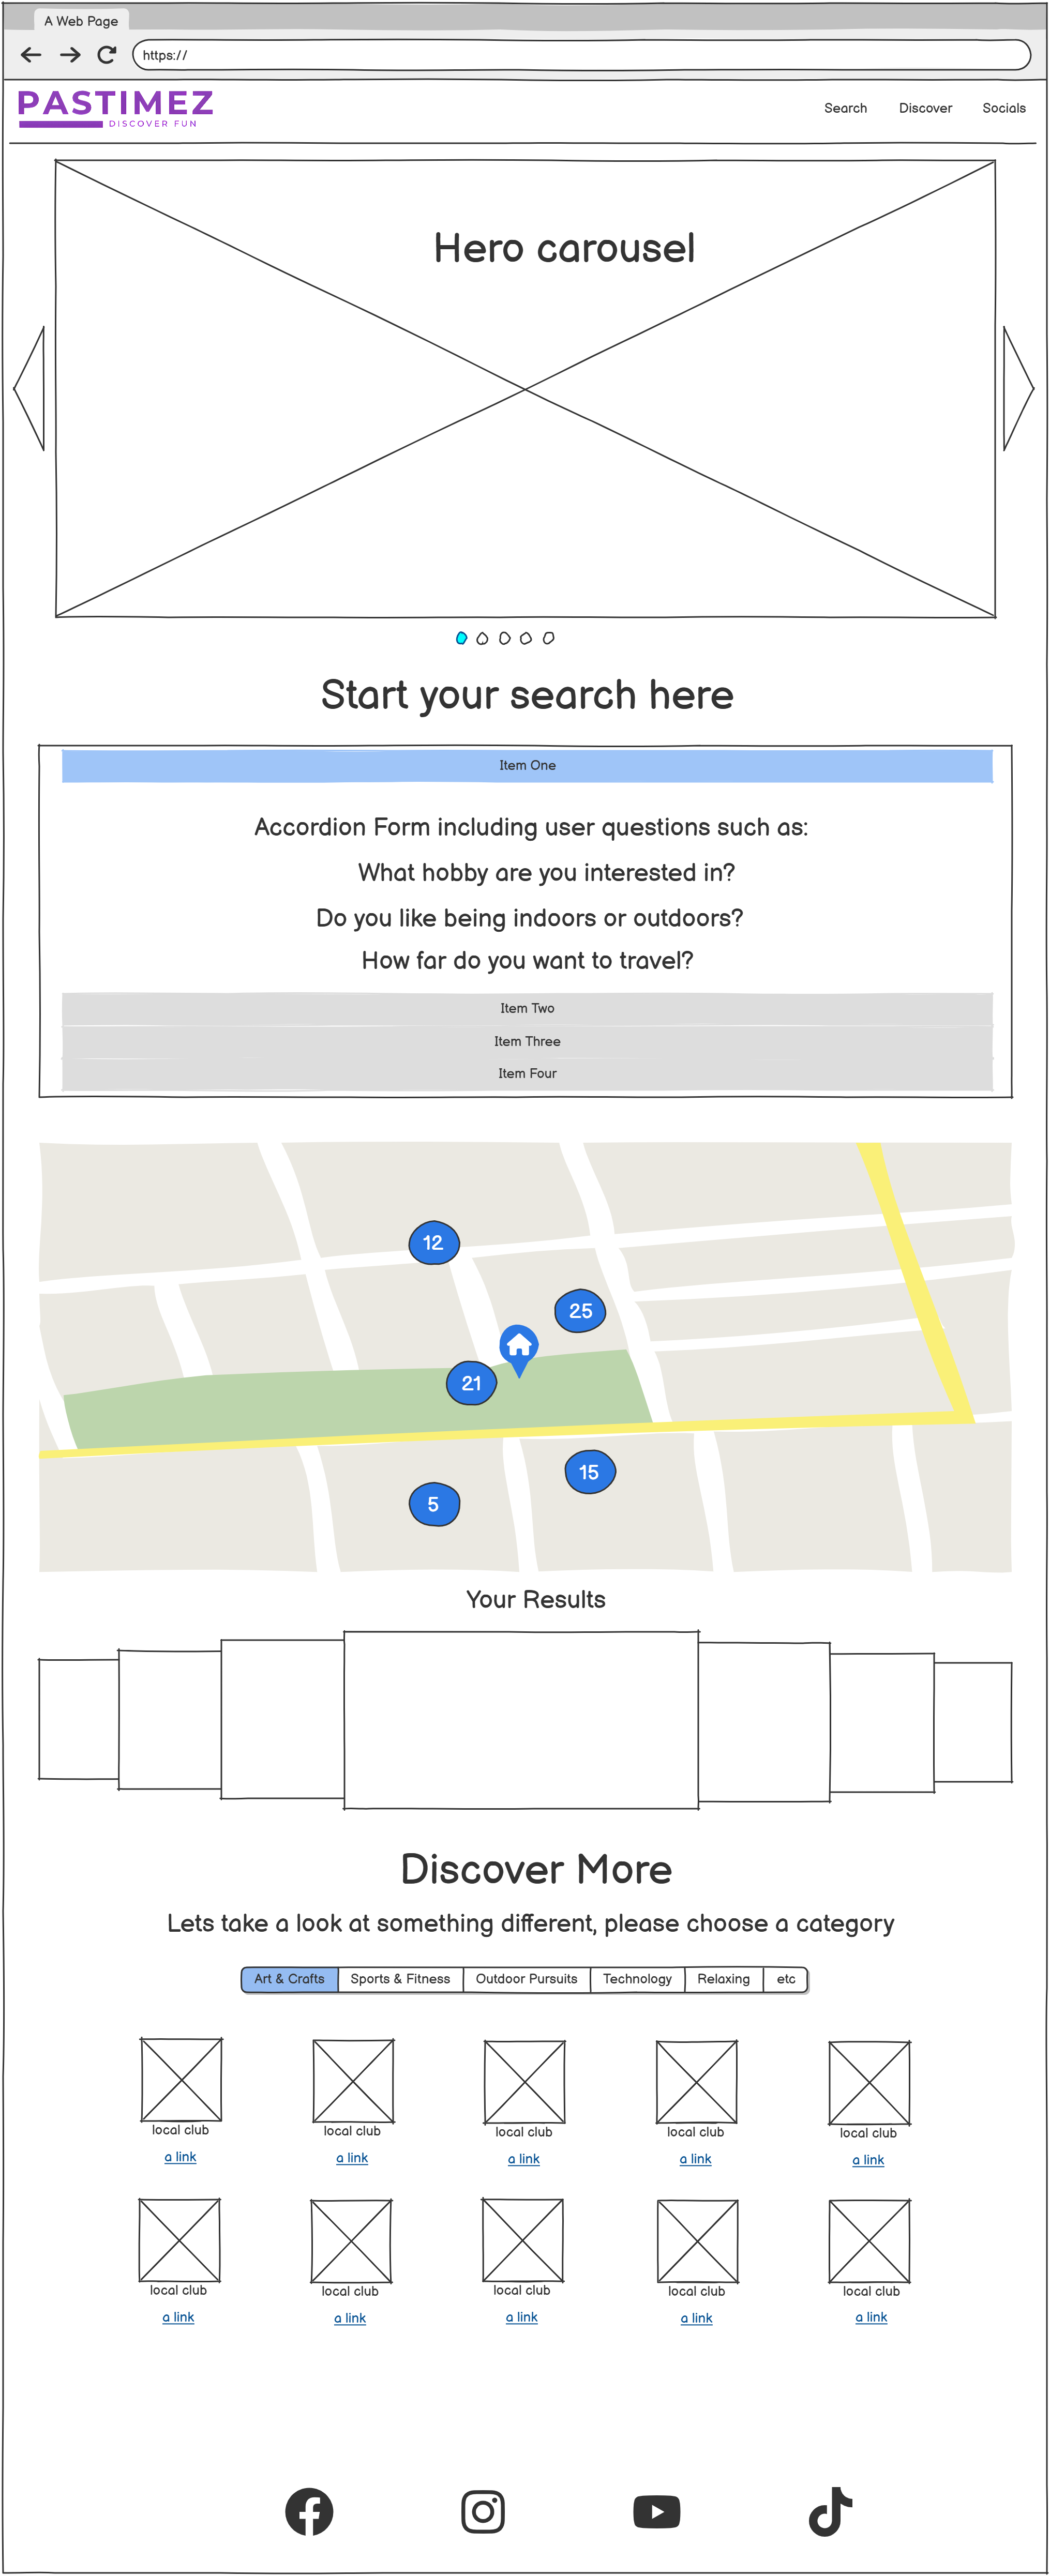 A Web Page
https://
PASTIMEZ
DISCOVER FUN
Search Discover Socials
Hero carousel
Start your search here
Item One
Accordion Form including user questions such as:
What hobby are you interested in?
Do you like being indoors or outdoors?
How far do you want to travel?
Item Two
Item Three
Item Four
12
25
21
15
5
Your Results
Discover More
Lets take a look at something different, please choose a category
Art & Crafts Sports & Fitness Outdoor Pursuits Technology Relaxing etc
local club local club local club local club local club
a link a link a link a link a link
local club local club local club local club local club
a link a link a link a link a link